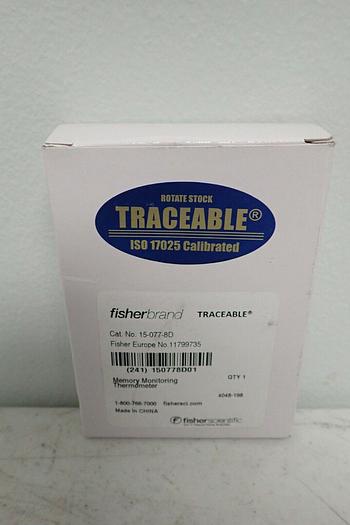 ROTATE STOCK
TRACEABLE®
ISO 17025 Calibrated
fisherbrand TRACEABLE®
Cat. No. 15-077-8D
Fisher Europe No.11799735
(241) 150778D01
Memory Monitoring QTY 1
Thermometer
4048-198
1-800-766-7000 fishersci.com
Made in CHINA
fisherscientific